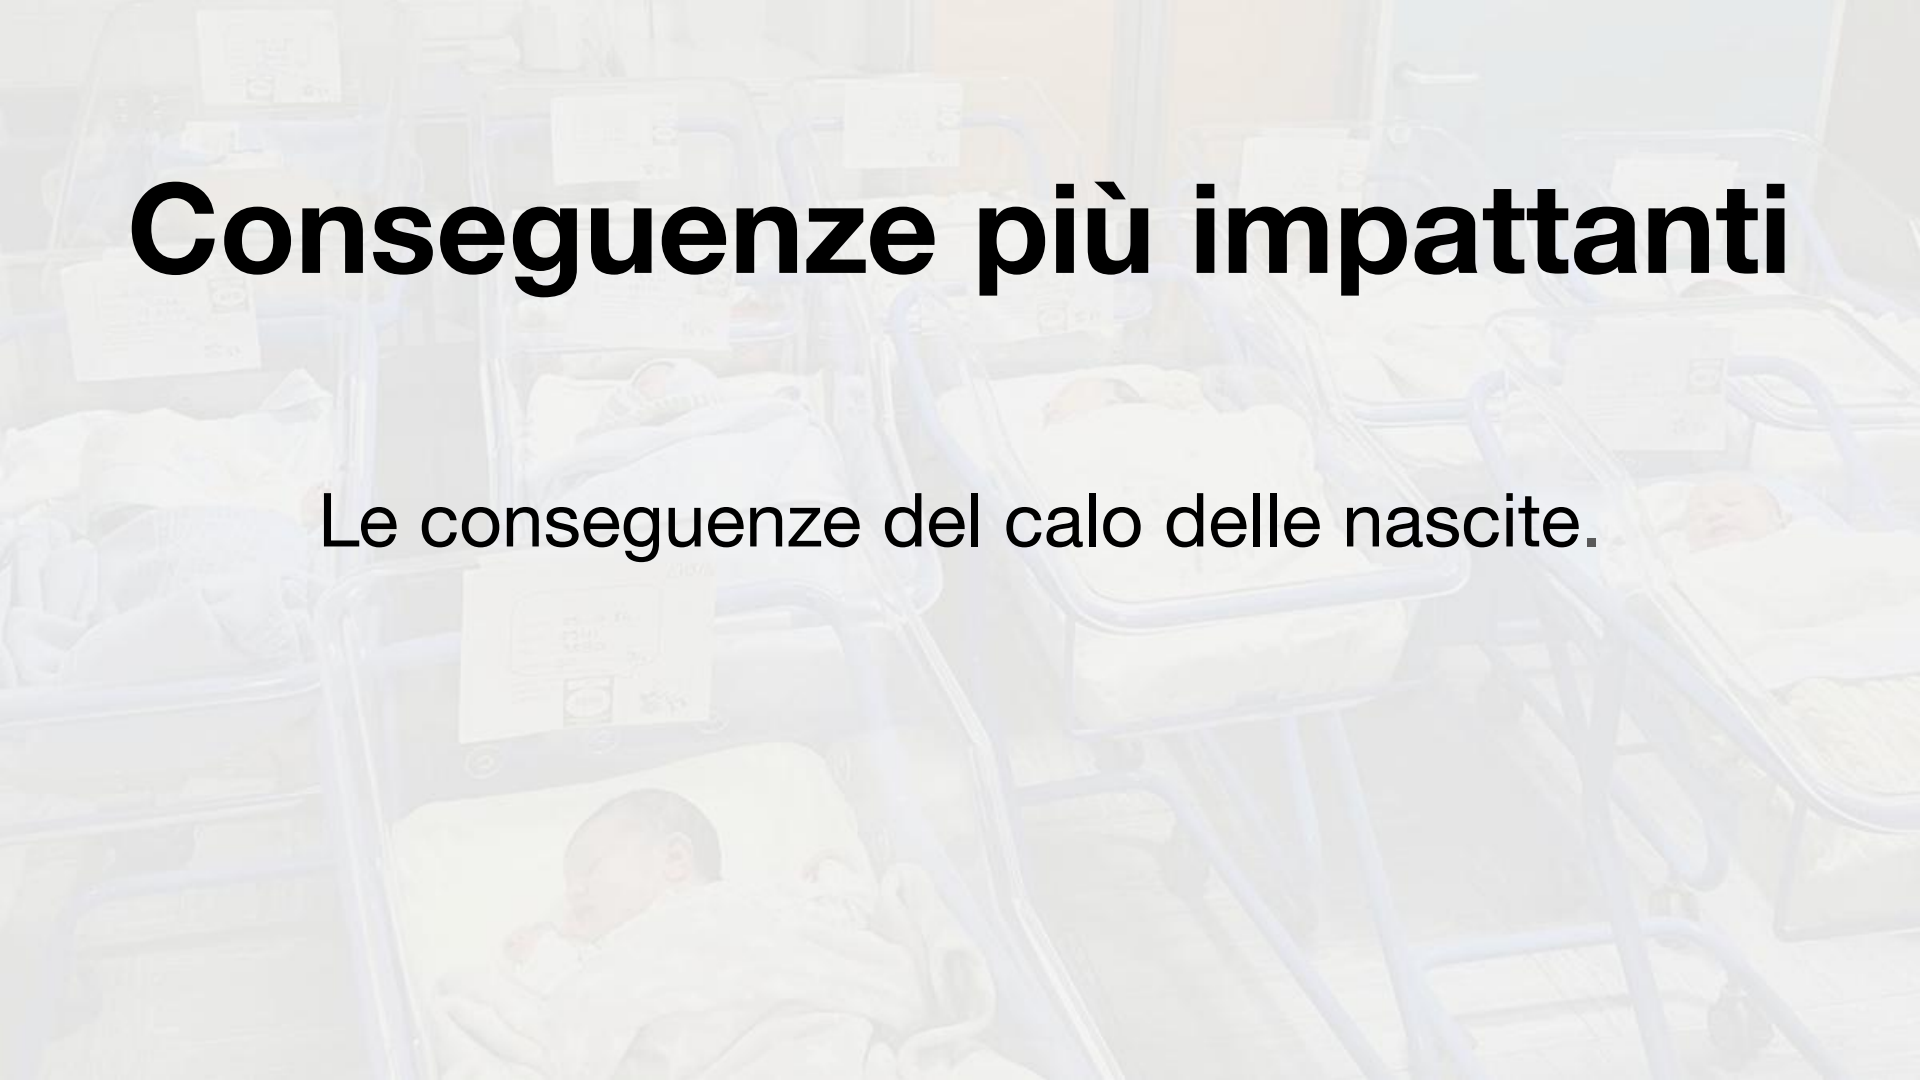 Conseguenze più impattanti
Le conseguenze del calo delle nascite.